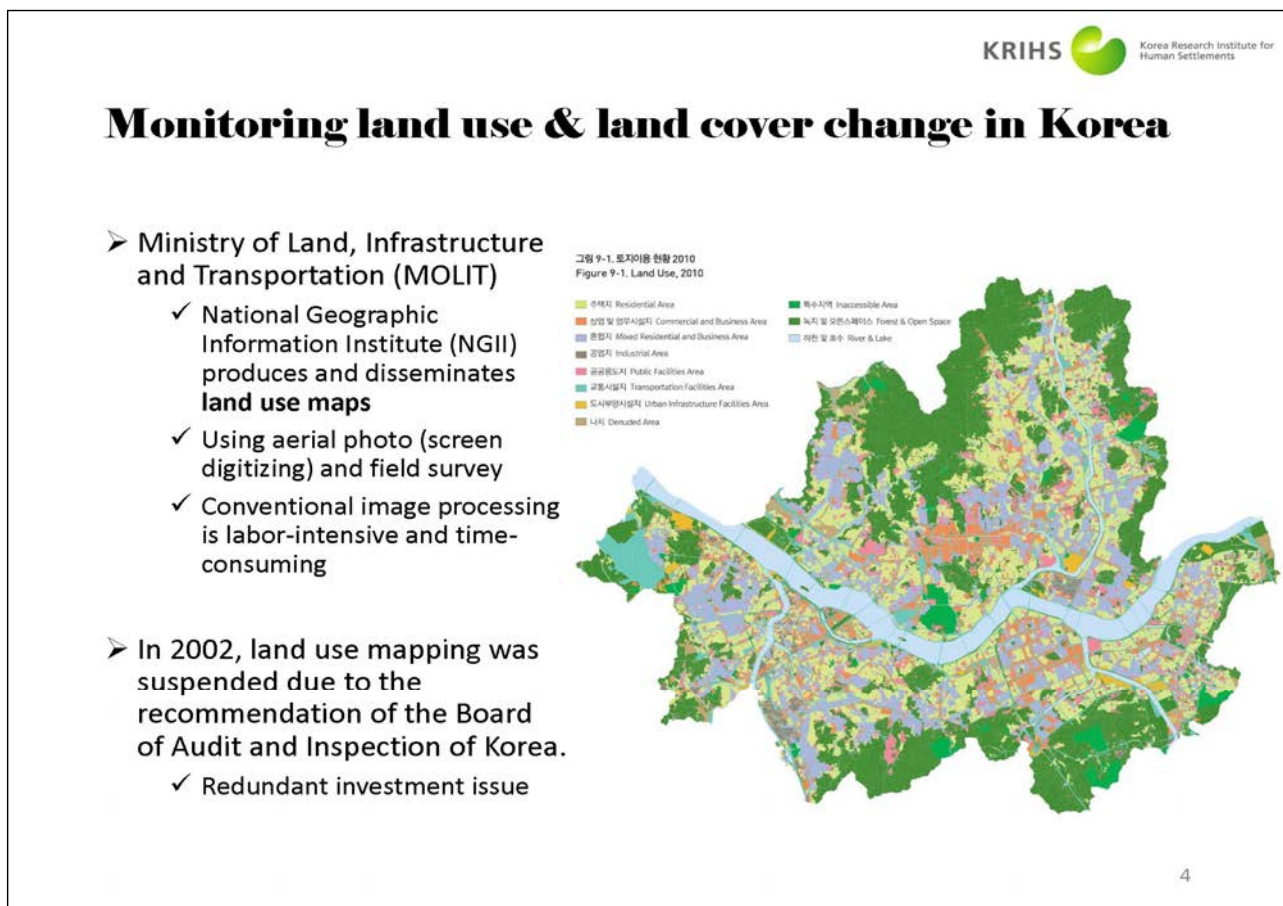 KRIHS
Korea Research Institute for
Human Settlements
Monitoring land use & land cover change in Korea
➢ Ministry of Land, Infrastructure
and Transportation (MOLIT)
✓ National Geographic
Information Institute (NGII)
produces and disseminates
land use maps
✓ Using aerial photo (screen
digitizing) and field survey
✓ Conventional image processing
is labor-intensive and time-
consuming
➢ In 2002, land use mapping was
suspended due to the
recommendation of the Board
of Audit and Inspection of Korea.
✓ Redundant investment issue
그림 9-1. 토지이용 현황 2010
Figure 9-1. Land Use, 2010
주택지 Residential Area
상업 및 업무시설지 Commercial and Business Area
혼합지 Mixed Residential and Business Area
공업지 Industrial Area
공공용도지 Public Facilities Area
교통시설지 Transportation Facilities Area
도시부양시설지 Urban Infrastructure Facilities Area
나지 Denuded Area
특수지역 Inaccessible Area
녹지 및 오픈스페이스 Forest & Open Space
하천 및 호수 River & Lake
4